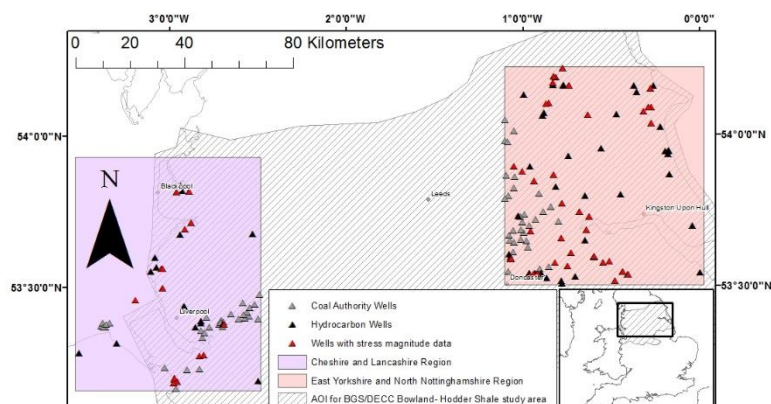 3°0'0"W 2°0'0"W 1°0'0"W 0°0'0"
0 20 40 80 Kilometers
54°0'0"N 54°0'0"N
N
Blackpool
Leeds
Kingston Upon Hull
53°30'0"N 53°30'0"N
Doncaster
Liverpool
Coal Authority Wells
Hydrocarbon Wells
Wells with stress magnitude data
Cheshire and Lancashire Region
East Yorkshire and North Nottinghamshire Region
AOI for BGS/DECC Bowland- Hodder Shale study area